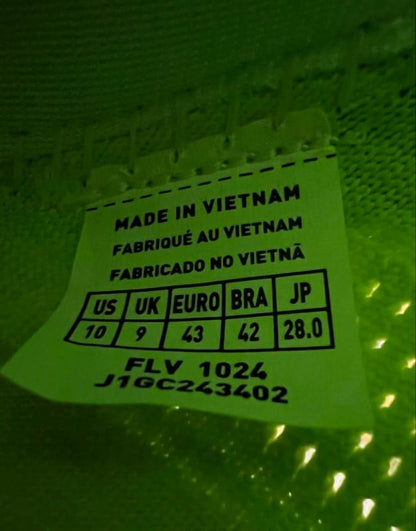 MADE IN VIETNAM
FABRIQUÉ AU VIETNAM
FABRICADO NO VIETNÃ
US UK EURO BRA JP
10 9 43 42 28.0
FLV 1024
J1GC243402